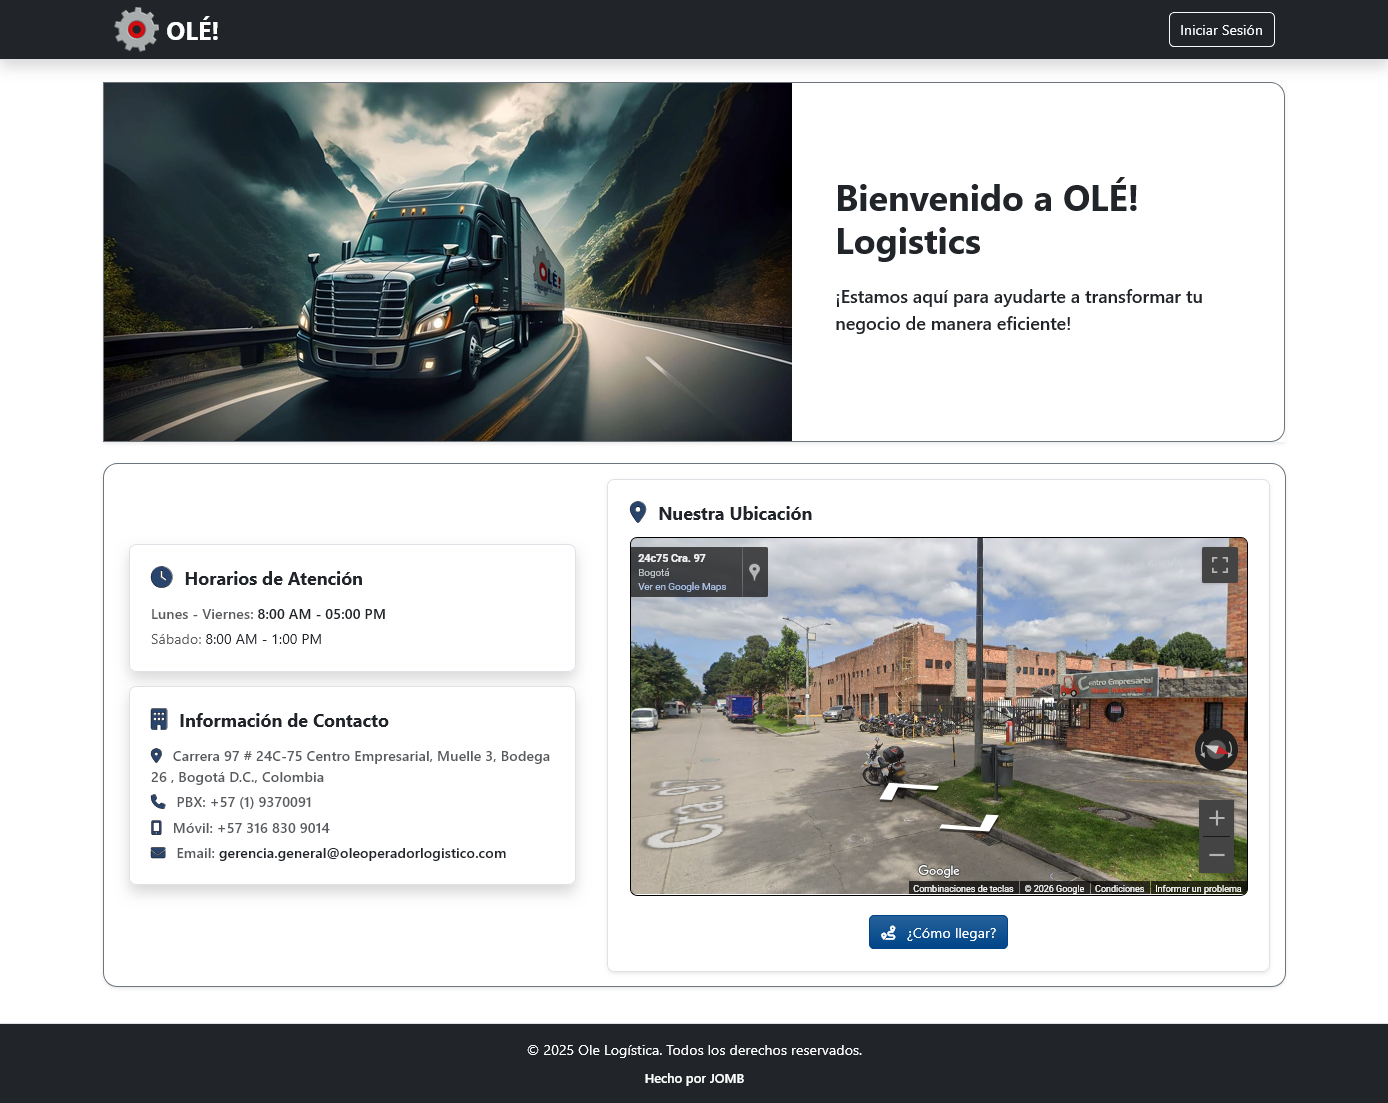 OLÉ!
Iniciar Sesión
OLÉ!
Bienvenido a OLÉ!
Logistics
¡Estamos aquí para ayudarte a transformar tu
negocio de manera eficiente!
Horarios de Atención
Lunes - Viernes: 8:00 AM - 05:00 PM
Sábado: 8:00 AM - 1:00 PM
Información de Contacto
Carrera 97 # 24C-75 Centro Empresarial, Muelle 3, Bodega
26 , Bogotá D.C., Colombia
PBX: +57 (1) 9370091
Móvil: +57 316 830 9014
Email: gerencia.general@oleoperadorlogistico.com
Nuestra Ubicación
24c75 Cra. 97
Bogotá
Ver en Google Maps
Centro Empresarial
Cra. 97
Google
Combinaciones de teclas
© 2026 Google
Condiciones
Informar un problema
¿Cómo llegar?
© 2025 Ole Logística. Todos los derechos reservados.
Hecho por JOMB